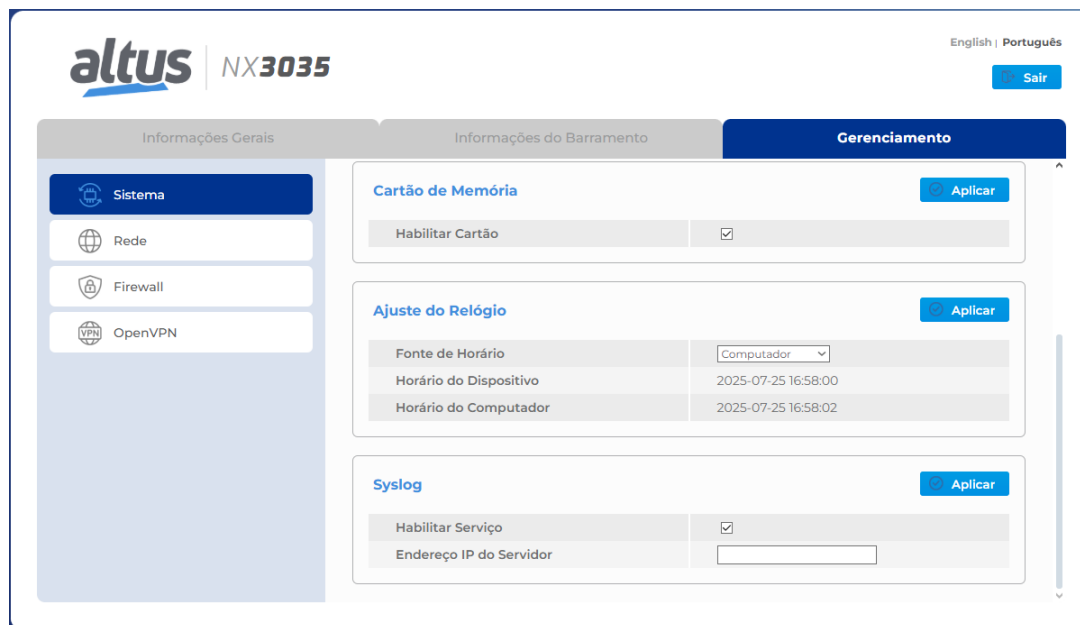 English | Português
altus NX3035
Sair
Informações Gerais Informações do Barramento Gerenciamento
Sistema
Rede
Firewall
VPN OpenVPN
Cartão de Memória Aplicar
Habilitar Cartão
Ajuste do Relógio Aplicar
Fonte de Horário Computador
Horário do Dispositivo 2025-07-25 16:58:00
Horário do Computador 2025-07-25 16:58:02
Syslog Aplicar
Habilitar Serviço
Endereço IP do Servidor